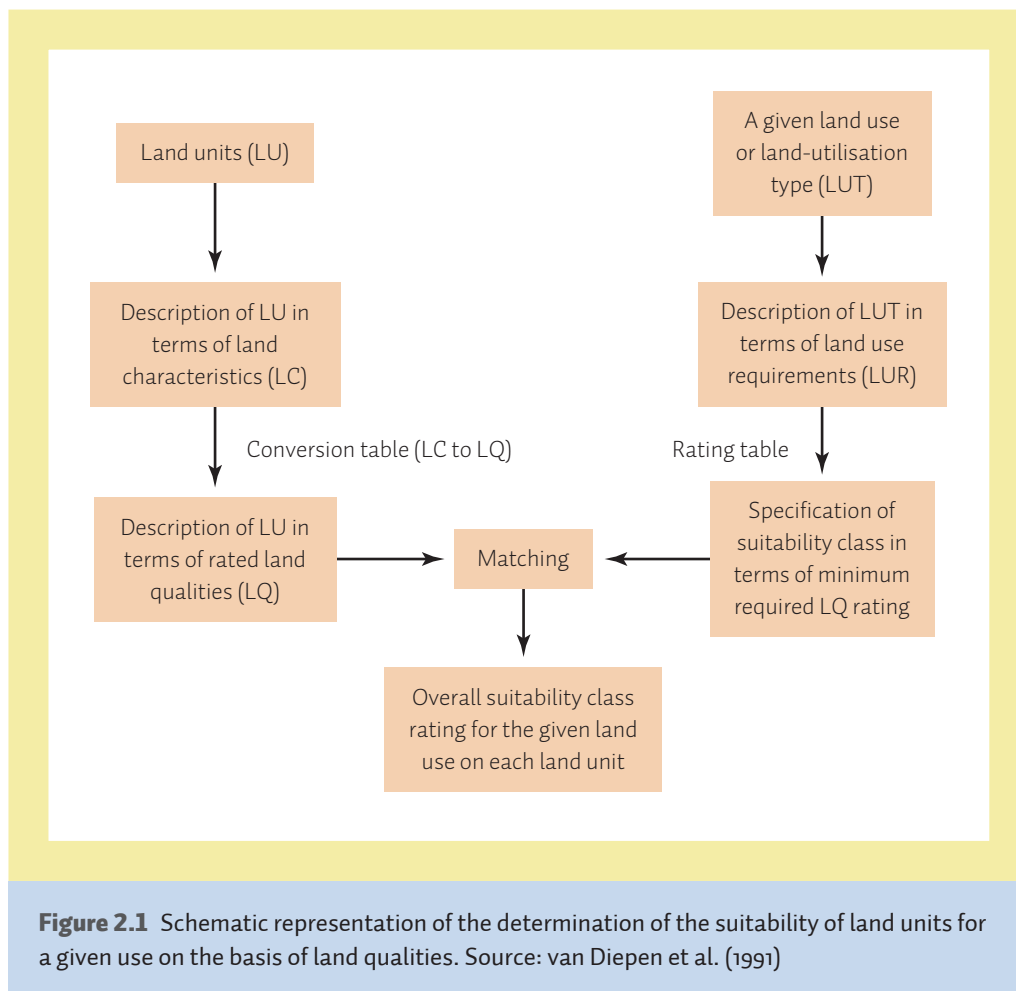 Land units (LU)
A given land use
or land-utilisation
type (LUT)
Description of LU in
terms of land
characteristics (LC)
Description of LUT in
terms of land use
requirements (LUR)
Conversion table (LC to LQ)
Rating table
Description of LU in
terms of rated land
qualities (LQ)
Matching
Specification of
suitability class in
terms of minimum
required LQ rating
Overall suitability class
rating for the given land
use on each land unit
Figure 2.1 Schematic representation of the determination of the suitability of land units for
a given use on the basis of land qualities. Source: van Diepen et al. (1991)